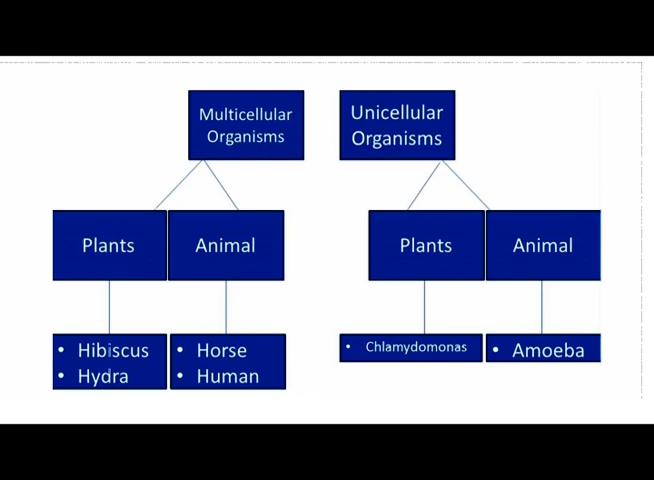 Multicellular
Organisms
Unicellular
Organisms
Plants
Animal
Plants
Animal
• Hibiscus
• Hydra
• Horse
• Human
• Chlamydomonas
• Amoeba